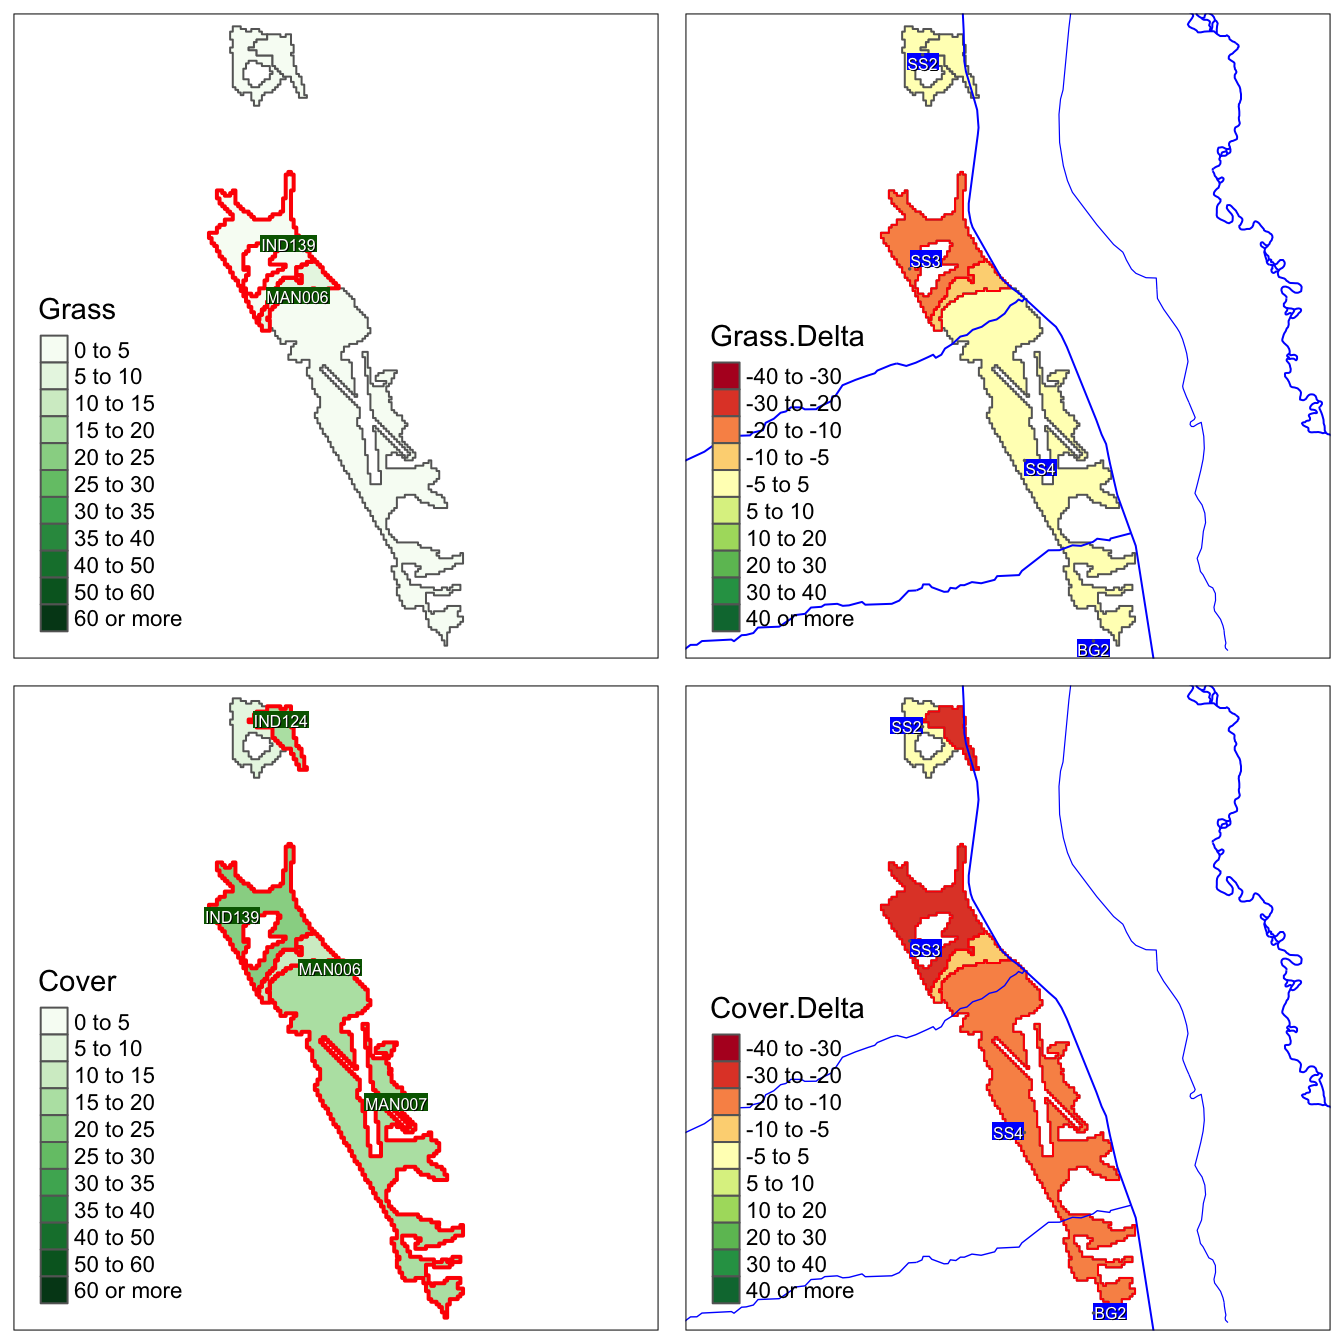 IND139
MAN006
Grass
0 to 5
5 to 10
10 to 15
15 to 20
20 to 25
25 to 30
30 to 35
35 to 40
40 to 50
50 to 60
60 or more
SS2
SS3
Grass.Delta
-40 to -30
-30 to -20
-20 to -10
-10 to -5
-5 to 5
5 to 10
10 to 20
20 to 30
30 to 40
40 or more
SS4
BG2
IND124
IND139
MAN006
Cover
0 to 5
5 to 10
10 to 15
15 to 20
20 to 25
25 to 30
30 to 35
35 to 40
40 to 50
50 to 60
60 or more
MAN007
SS2
SS3
Cover.Delta
-40 to -30
-30 to -20
-20 to -10
-10 to -5
-5 to 5
5 to 10
10 to 20
20 to 30
30 to 40
40 or more
SS4
BG2